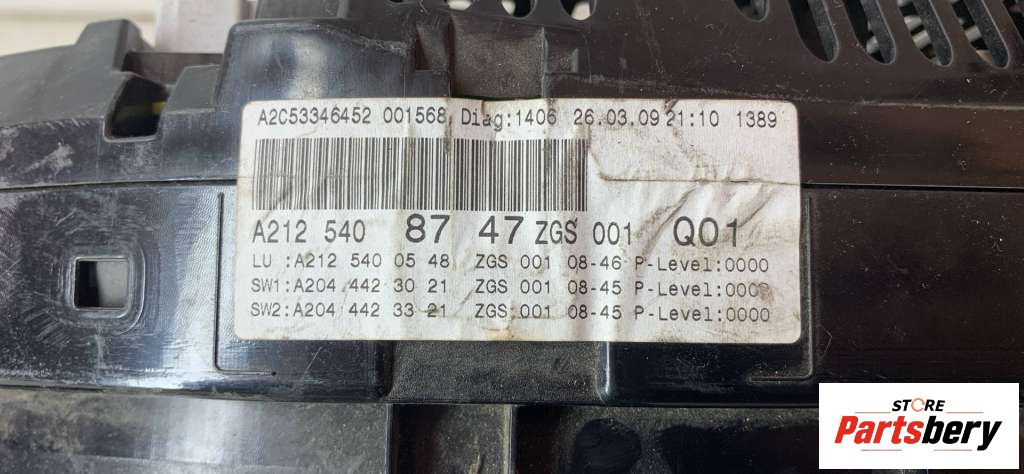 A2C53346452 001568 Diag:1406 26.03.09 21:10 1389
A212 540 87 47 ZGS 001 Q01
LU :A212 540 05 48 ZGS 001 08-46 P-Level:0000
SW1:A204 442 30 21 ZGS 001 08-45 P-Level:0000
SW2:A204 442 33 21 ZGS 001 08-45 P-Level:0000
STORE
Partsbery